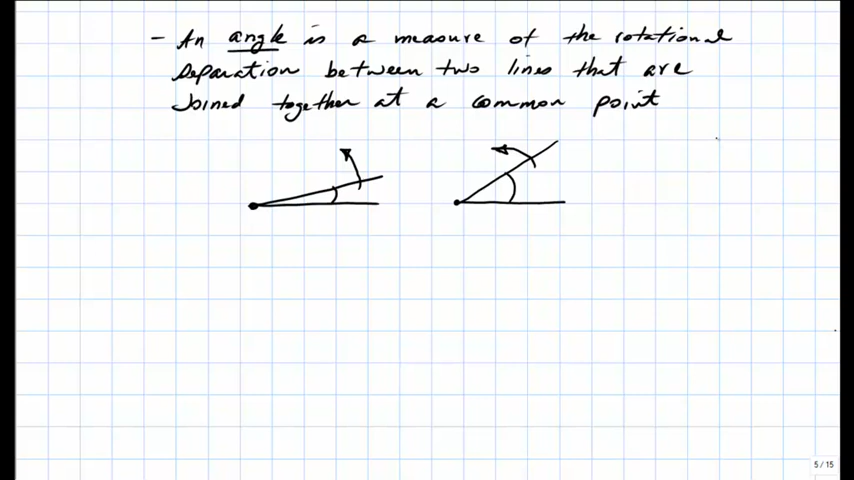 - An angle is a measure of the rotational
separation between two lines that are
joined together at a common point
5 / 15